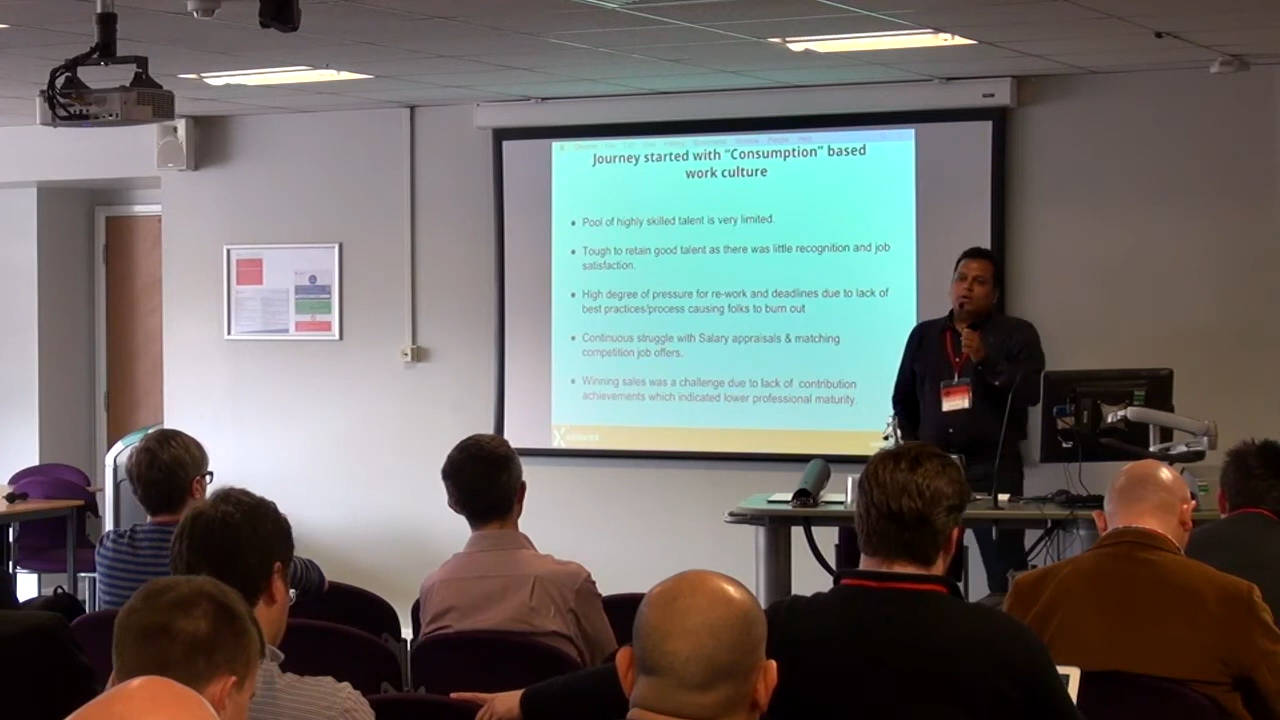 Journey started with "Consumption" based
work culture
● Pool of highly skilled talent is very limited.
● Tough to retain good talent as there was little recognition and job
satisfaction.
● High degree of pressure for re-work and deadlines due to lack of
best practices/process causing folks to burn out
● Continuous struggle with Salary appraisals & matching
competition job offers.
● Winning sales was a challenge due to lack of contribution
achievements which indicated lower professional maturity.